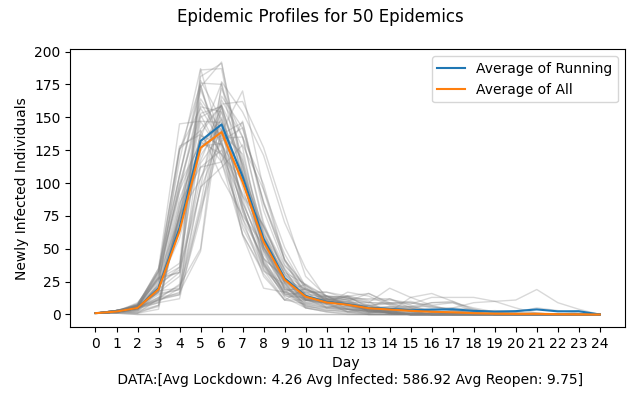 Epidemic Profiles for 50 Epidemics
200
175
150
125
100
75
50
25
0
Newly Infected Individuals
Average of Running
Average of All
0 1 2 3 4 5 6 7 8 9 10 11 12 13 14 15 16 17 18 19 20 21 22 23 24
Day
DATA:[Avg Lockdown: 4.26 Avg Infected: 586.92 Avg Reopen: 9.75]